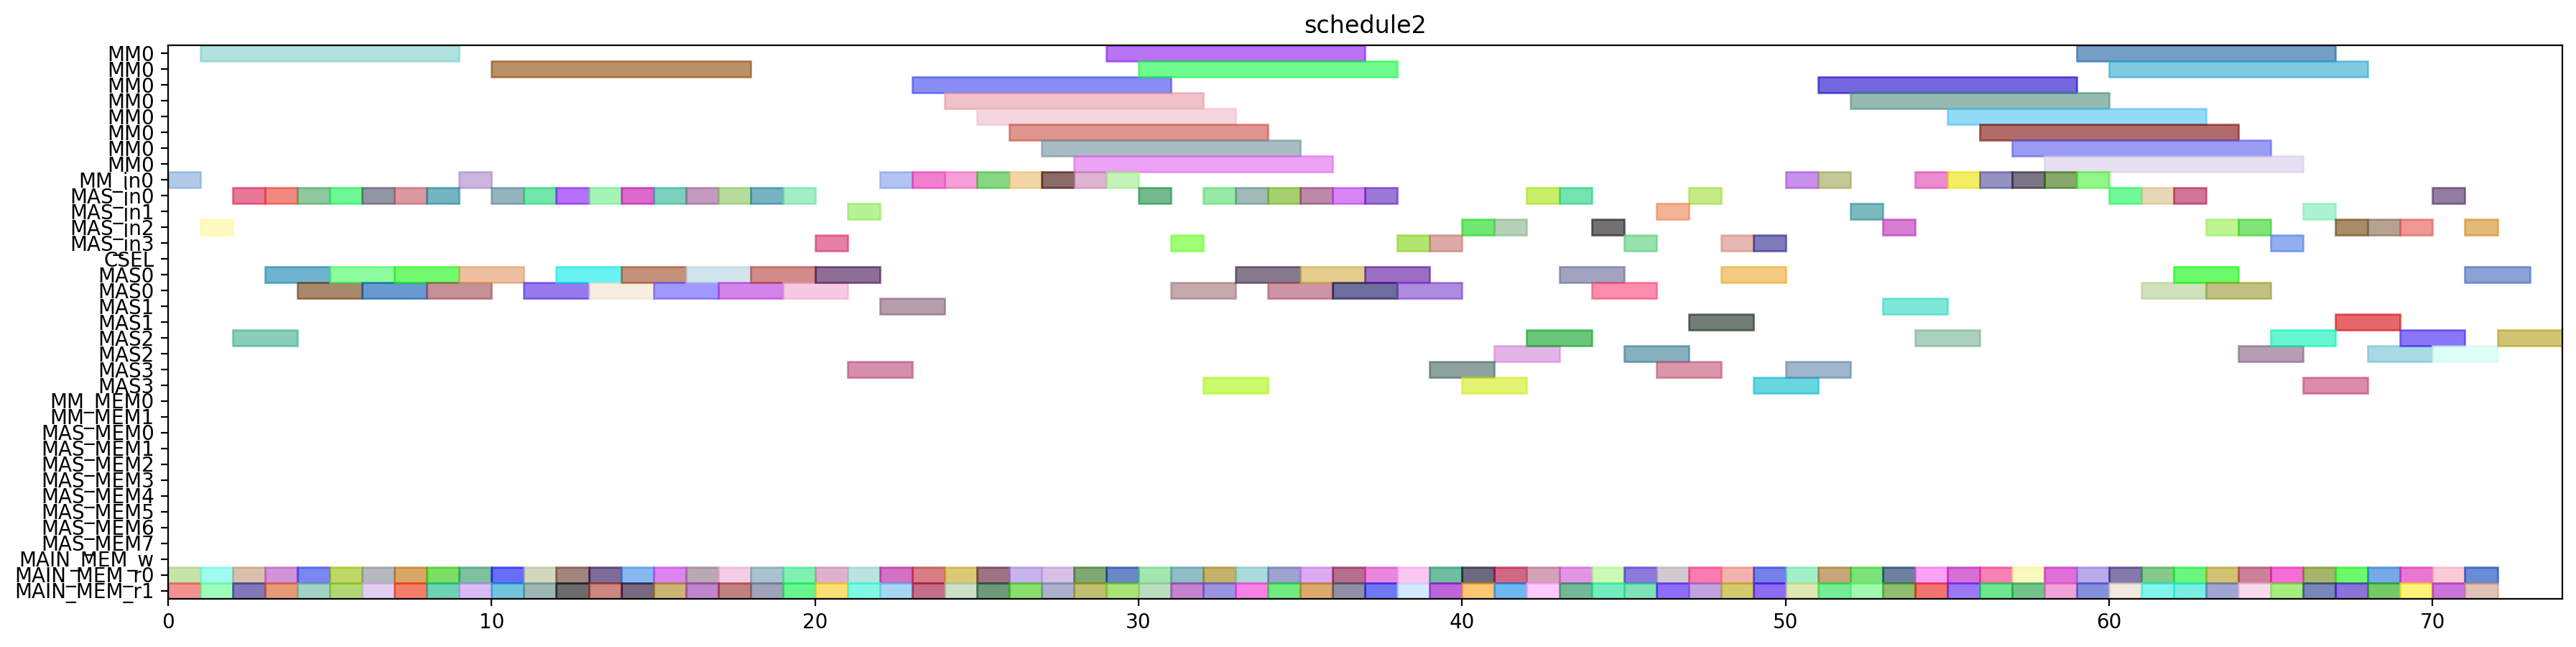 schedule2
MM0
MM0
MM0
MM0
MM0
MM0
MM0
MM0
MM_in0
MAS_in0
MAS_in1
MAS_in2
MAS_in3
CSEL
MAS0
MAS0
MAS1
MAS1
MAS2
MAS2
MAS3
MAS3
MM_MEM0
MM_MEM1
MAS_MEM0
MAS_MEM1
MAS_MEM2
MAS_MEM3
MAS_MEM4
MAS_MEM5
MAS_MEM6
MAS_MEM7
MAIN_MEM_w
MAIN_MEM_r0
MAIN_MEM_r1
0 10 20 30 40 50 60 70